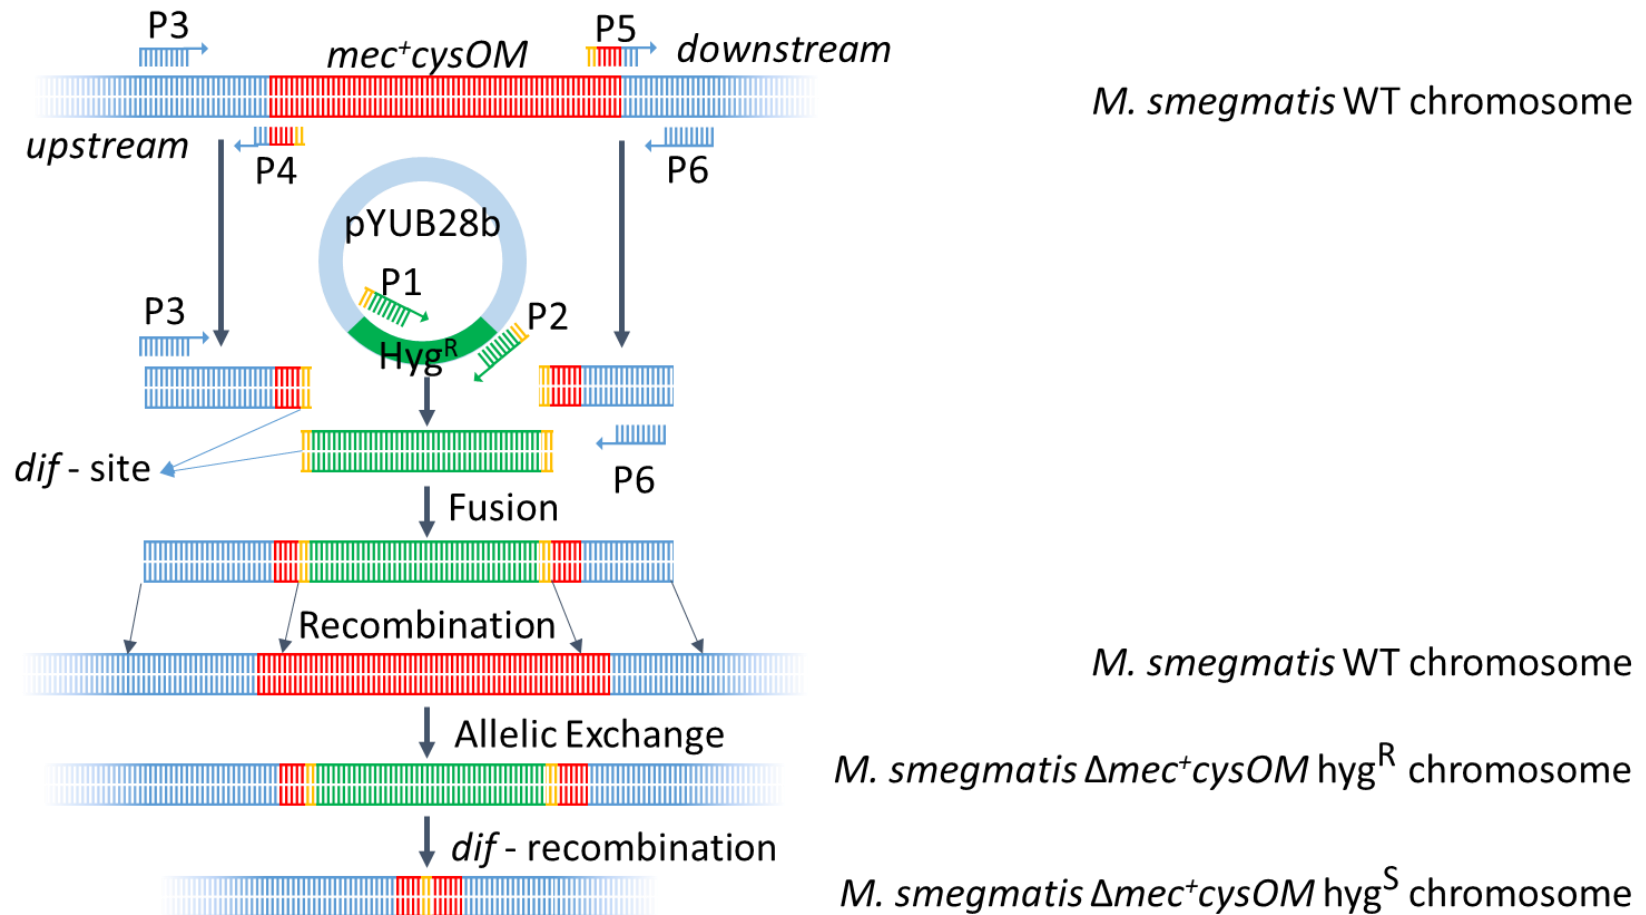 P3
P5
mec⁺cysOM
downstream
M. smegmatis WT chromosome
upstream
P4
P6
pYUB28b
P1
P3
P2
Hygᴿ
dif - site
P6
Fusion
Recombination
M. smegmatis WT chromosome
Allelic Exchange
M. smegmatis Δmec⁺cysOM hygᴿ chromosome
dif - recombination
M. smegmatis Δmec⁺cysOM hygˢ chromosome